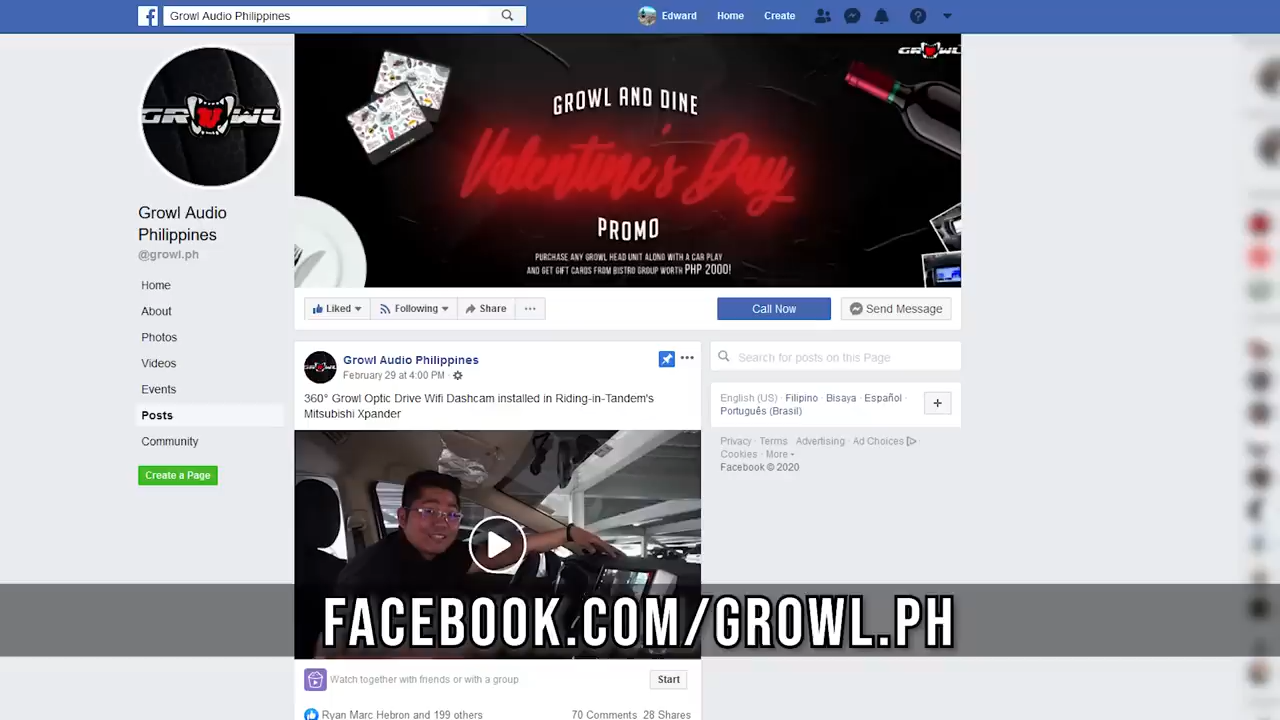 Growl Audio Philippines
Edward
Home
Create
GROWL
GROWL
Growl Audio
Philippines
@growl.ph
Home
About
Photos
Videos
Events
Posts
Community
Create a Page
GROWL AND DINE
Valentine's Day
PROMO
PURCHASE ANY GROWL HEAD UNIT ALONG WITH A CAR PLAY
AND GET GIFT CARDS FROM BISTRO GROUP WORTH PHP 2000!
Liked
Following
Share
Call Now
Send Message
Growl Audio Philippines
February 29 at 4:00 PM ·
360° Growl Optic Drive Wifi Dashcam installed in Riding-in-Tandem's
Mitsubishi Xpander
Search for posts on this Page
English (US) · Filipino · Bisaya · Español ·
Português (Brasil)
Privacy · Terms · Advertising · Ad Choices ·
Cookies · More
Facebook © 2020
FACEBOOK.COM/GROWL.PH
Watch together with friends or with a group
Start
Ryan Marc Hebron and 199 others
70 Comments 28 Shares